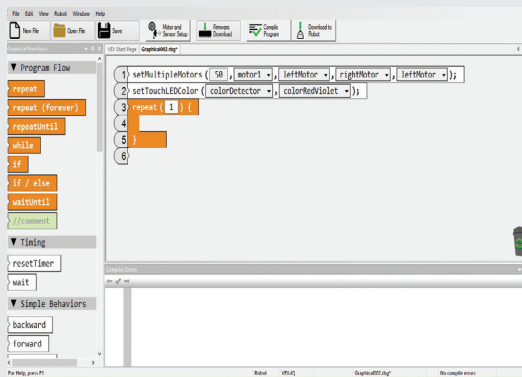 File Edit View Robot Window Help
New File Open File Save Motor and Sensor Setup Firmware Download Compile Program Download to Robot
Graphical Functions
VEX Start Page Graphical002.rbg*
▼ Program Flow
repeat
repeat (forever)
repeatUntil
while
if
if / else
waitUntil
//comment
▼ Timing
resetTimer
wait
▼ Simple Behaviors
backward
forward
1 setMultipleMotors ( 50 , motor1 , leftMotor , rightMotor , leftMotor );
2 setTouchLEDColor ( colorDetector , colorRedViolet );
3 repeat ( 1 ) {
4
5 }
6
Compiler Errors
For Help, press F1 Robot VEX-IQ Graphical002.rbg* No compile errors